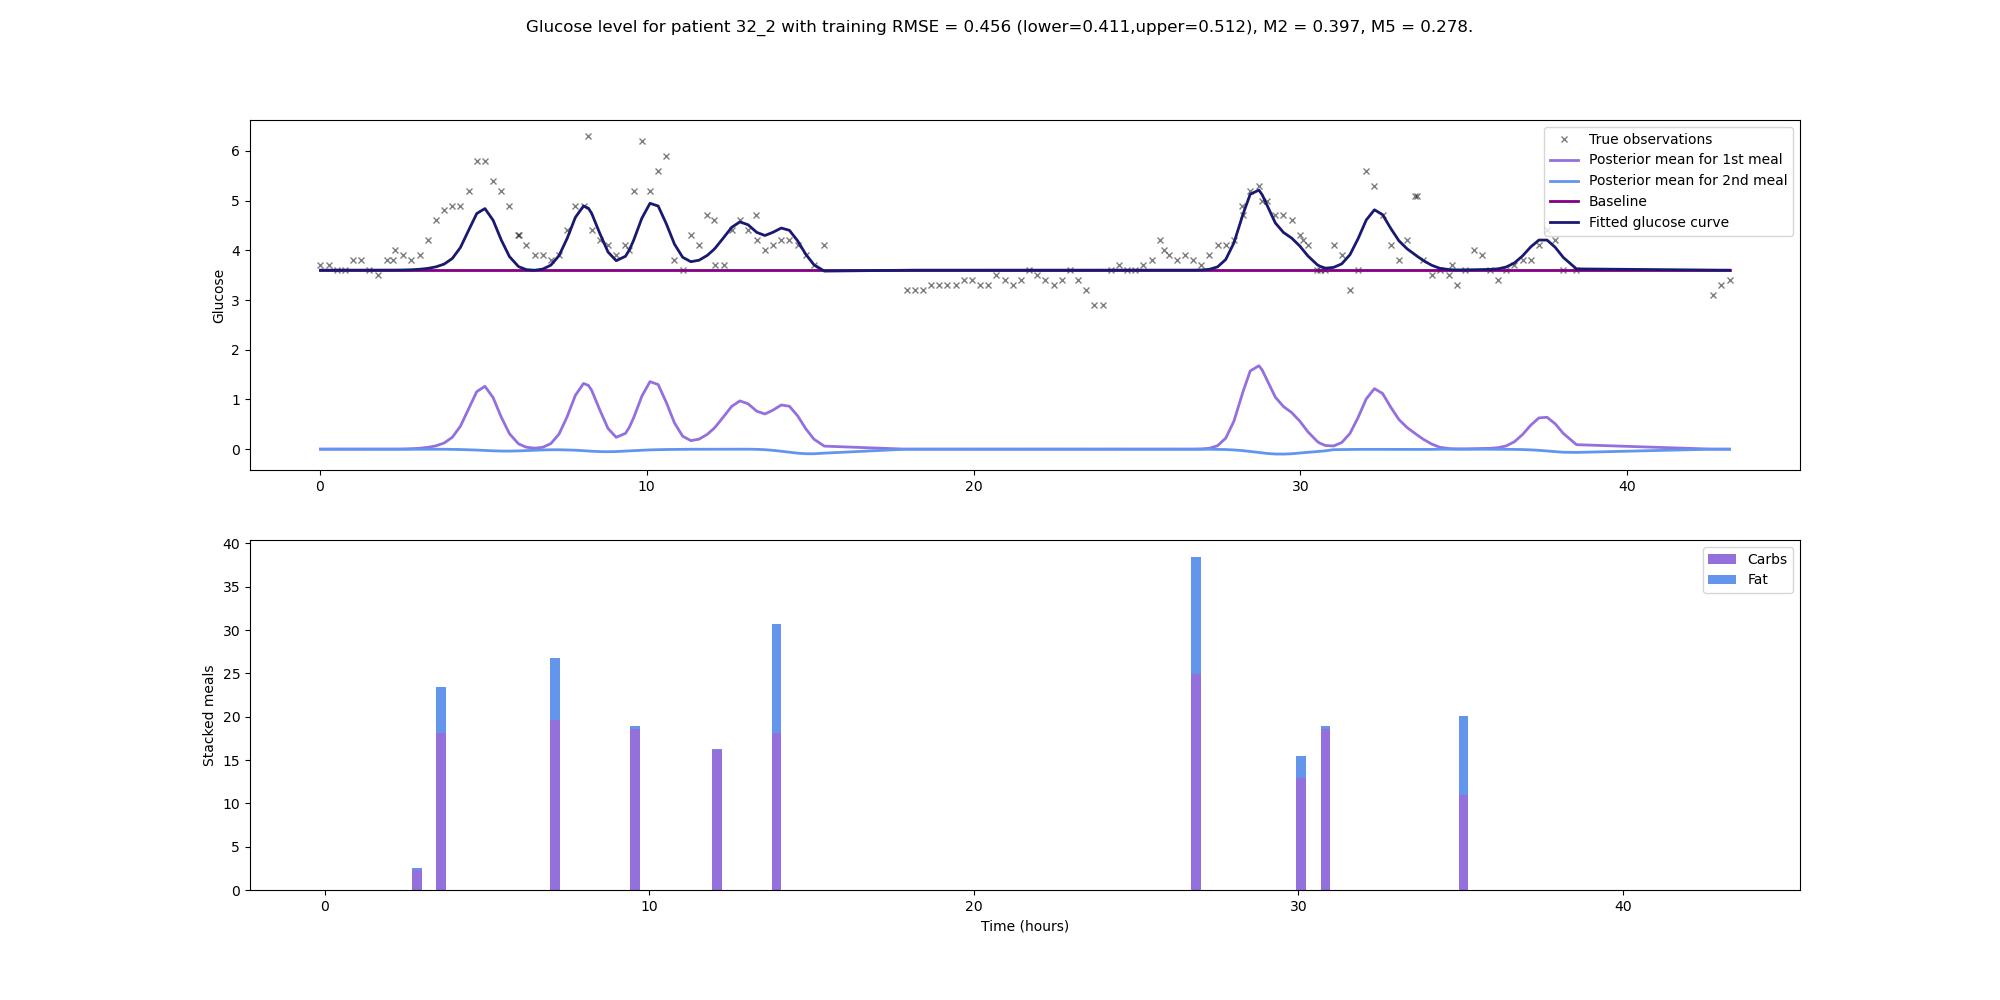 Glucose level for patient 32_2 with training RMSE = 0.456 (lower=0.411,upper=0.512), M2 = 0.397, M5 = 0.278.
6
5
4
3
2
1
0
Glucose
True observations
Posterior mean for 1st meal
Posterior mean for 2nd meal
Baseline
Fitted glucose curve
0 10 20 30 40
40
35
30
25
20
15
10
5
0
Stacked meals
Carbs
Fat
0 10 20 30 40
Time (hours)